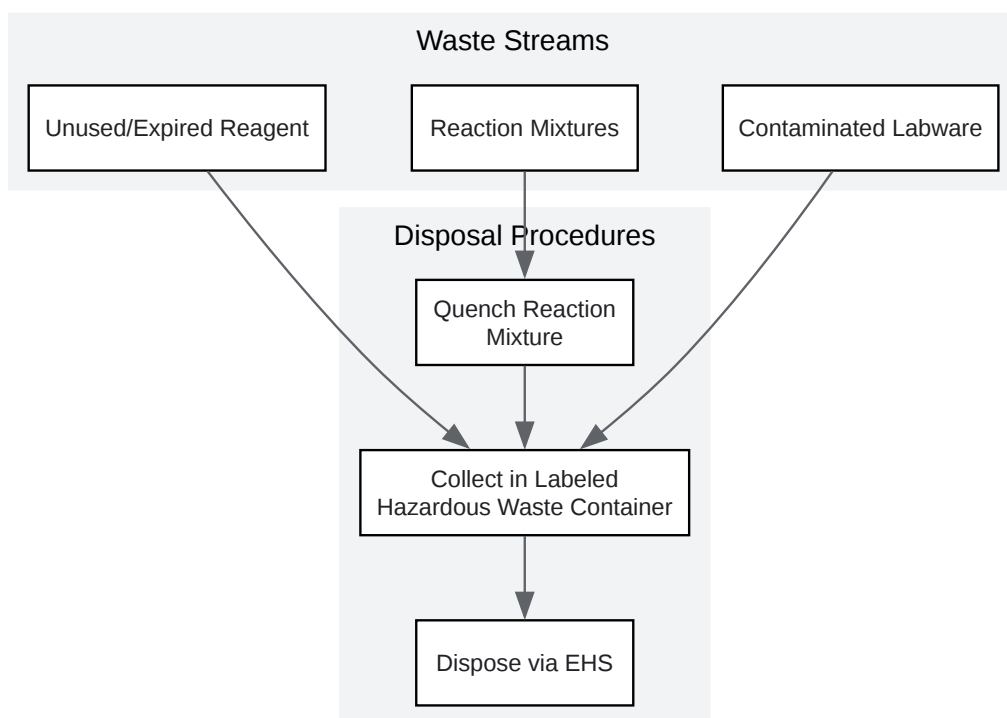 Waste Streams
Unused/Expired Reagent
Reaction Mixtures
Contaminated Labware
Disposal Procedures
Quench Reaction
Mixture
Collect in Labeled
Hazardous Waste Container
Dispose via EHS